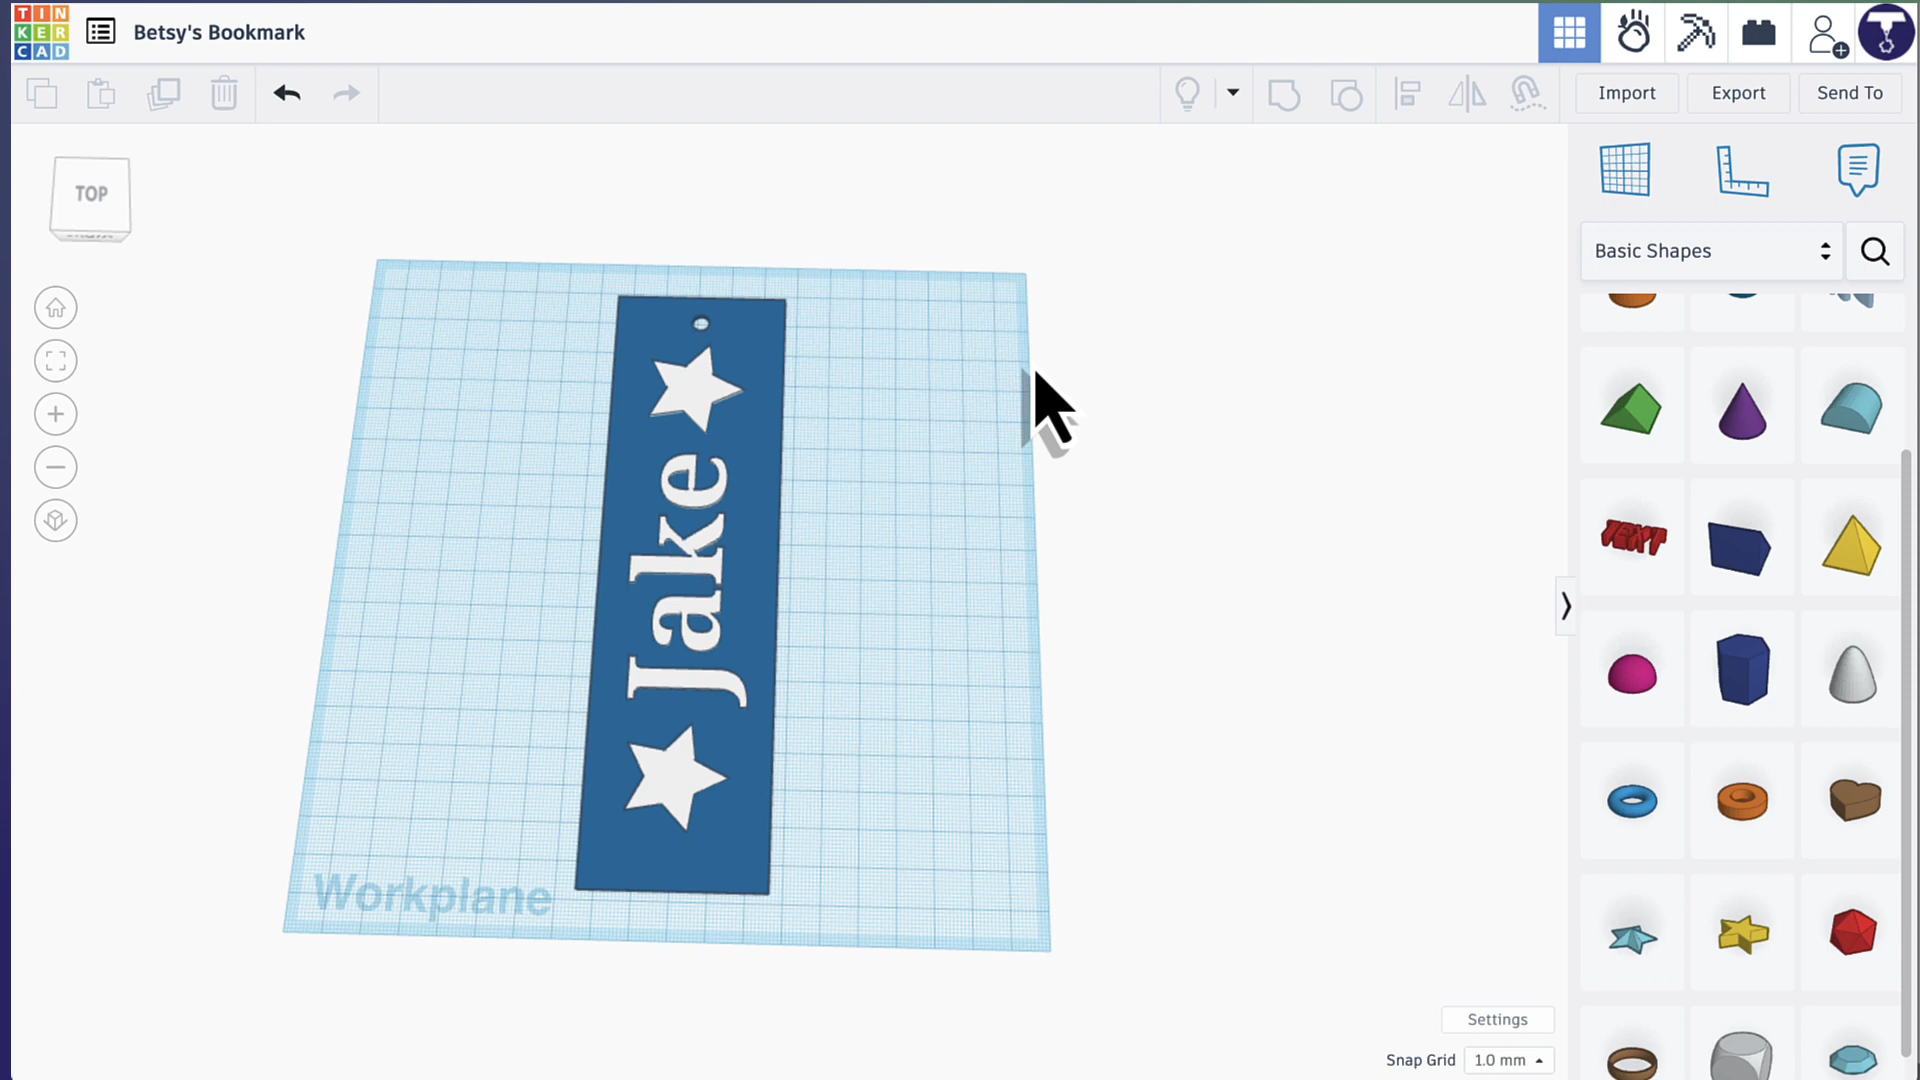 TIN
KER
CAD
Betsy's Bookmark
Import
Export
Send To
TOP
Basic Shapes
TEXT
Jake
Workplane
Settings
Snap Grid
1.0 mm